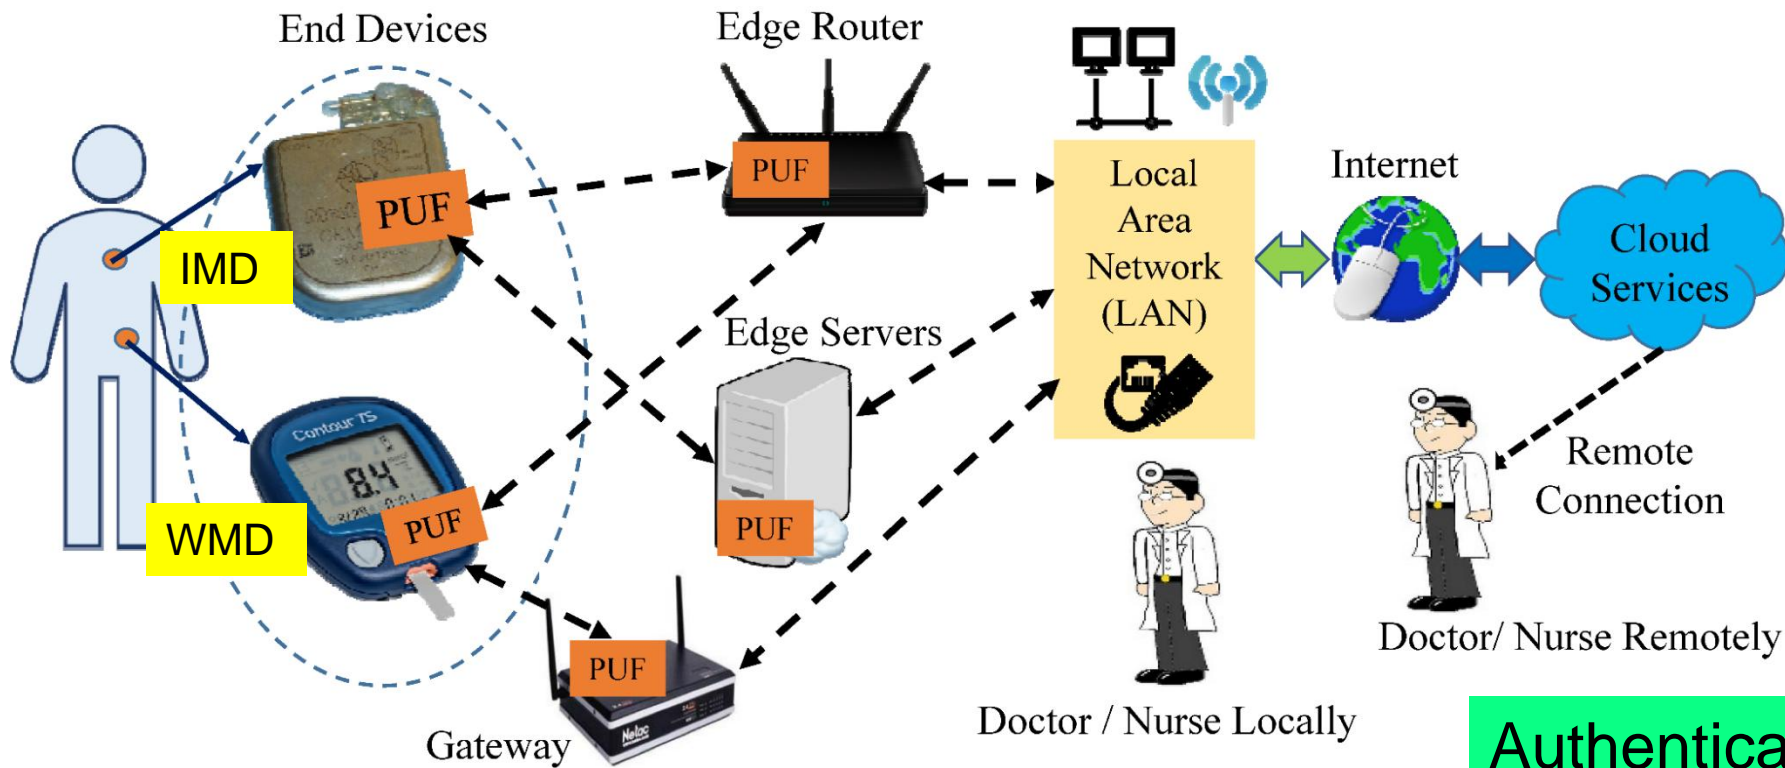 End Devices
Edge Router
PUF
PUF
IMD
Local
Area
Network
(LAN)
Internet
Cloud
Services
Edge Servers
Contour TS
8.4
PUF
WMD
PUF
Remote
Connection
PUF
Netac
Gateway
Doctor / Nurse Locally
Doctor/ Nurse Remotely
Authentica